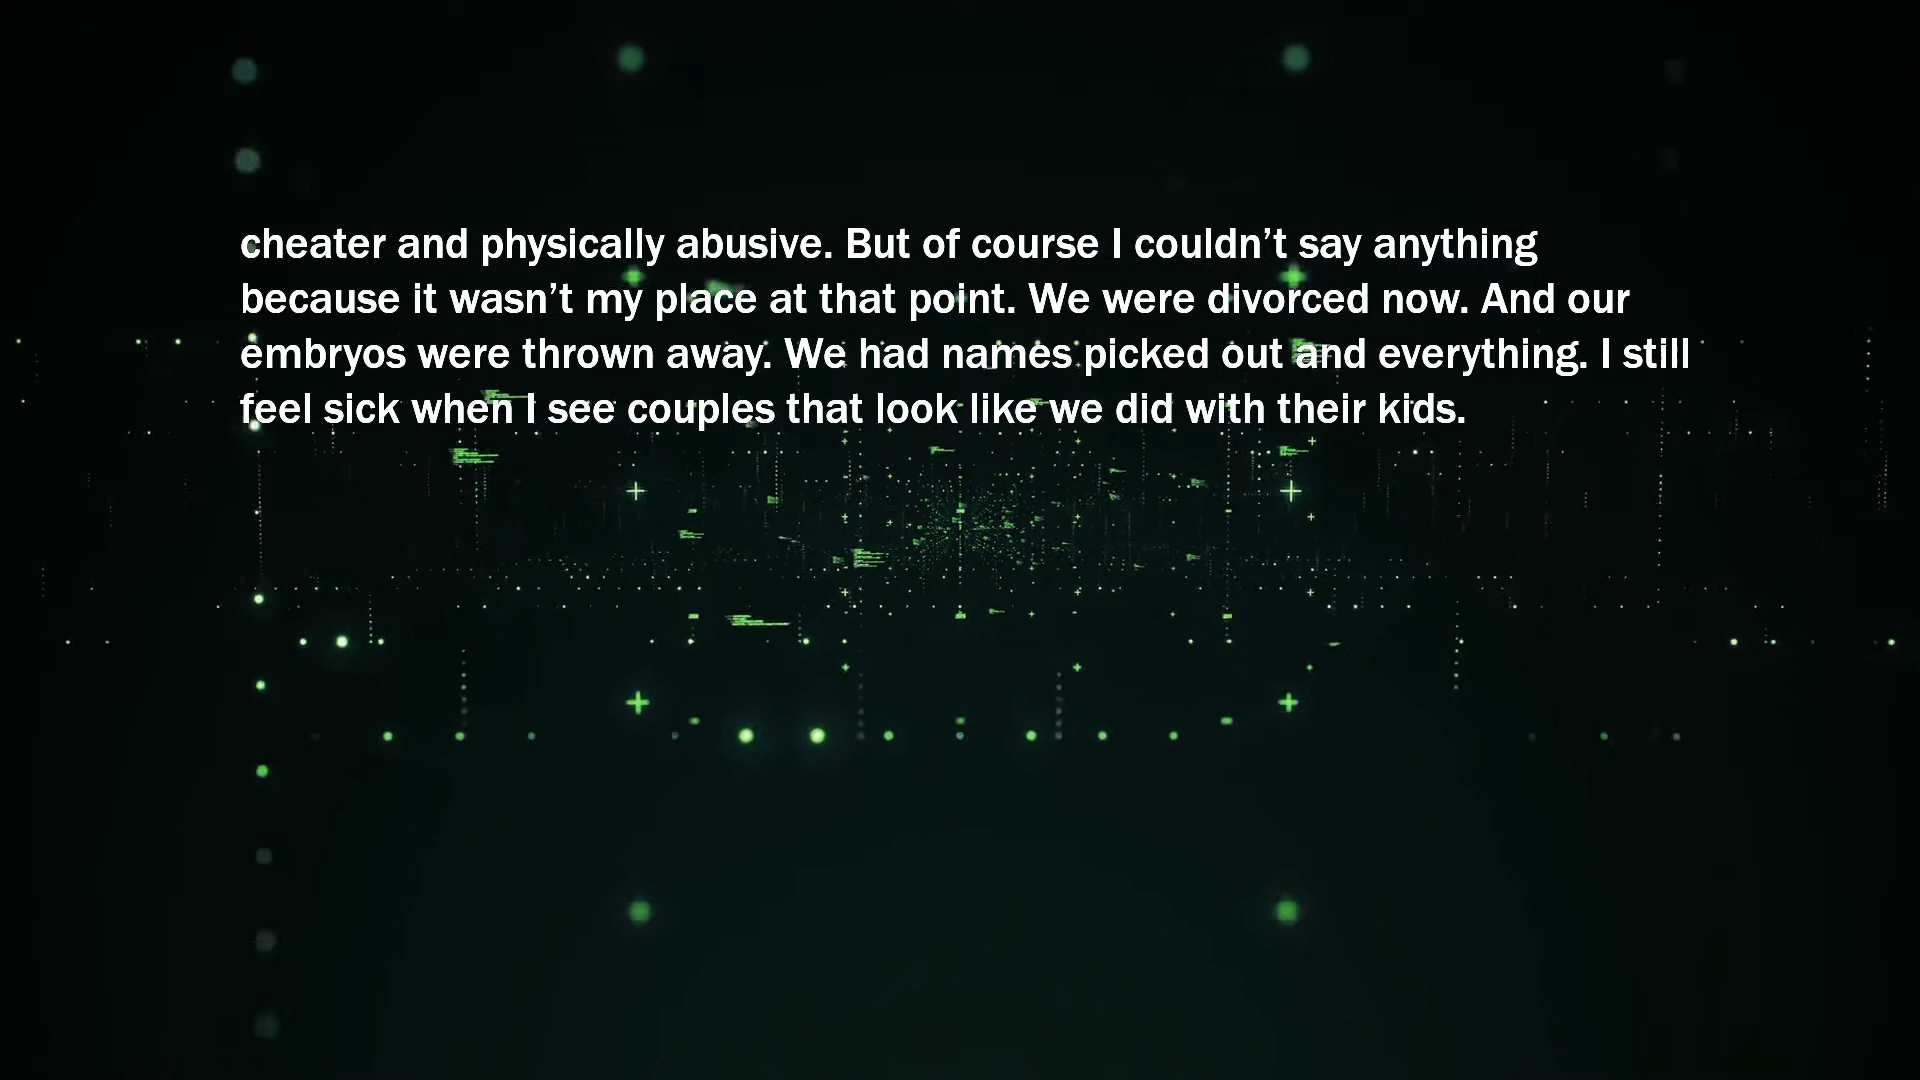 cheater and physically abusive. But of course I couldn’t say anything
because it wasn’t my place at that point. We were divorced now. And our
embryos were thrown away. We had names picked out and everything. I still
feel sick when I see couples that look like we did with their kids.